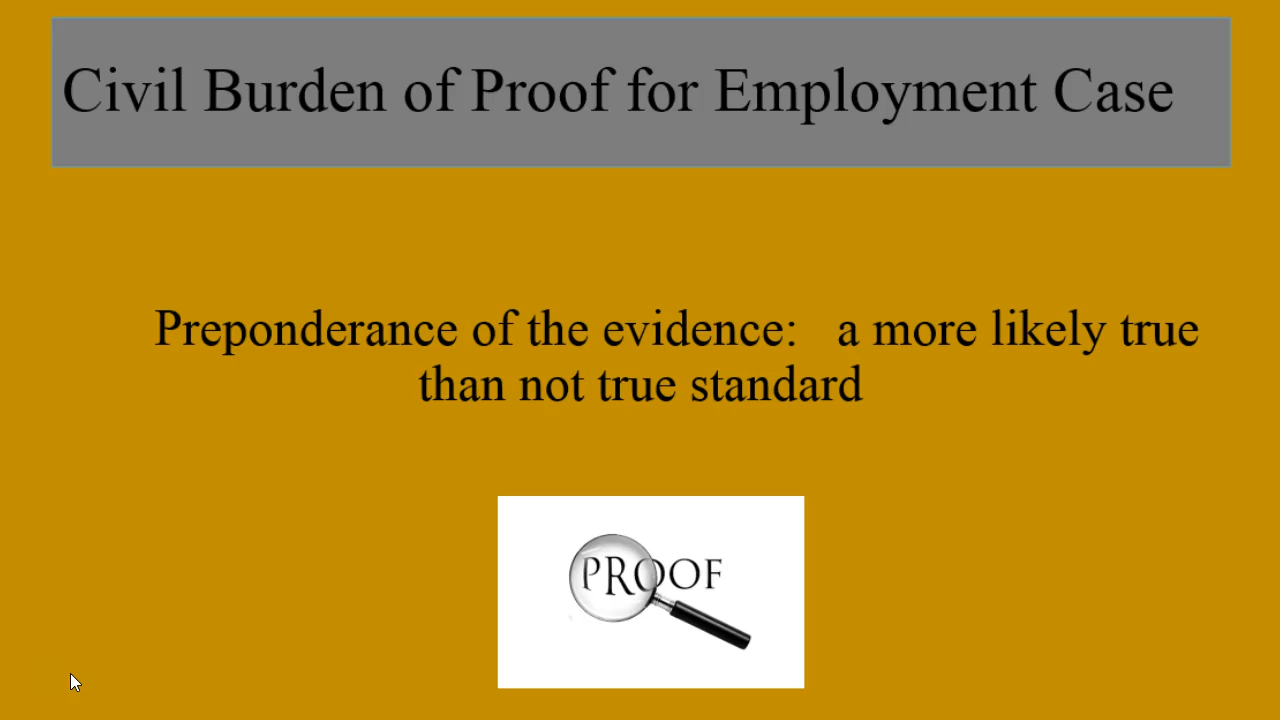 Civil Burden of Proof for Employment Case
Preponderance of the evidence:   a more likely true
than not true standard
PROOF